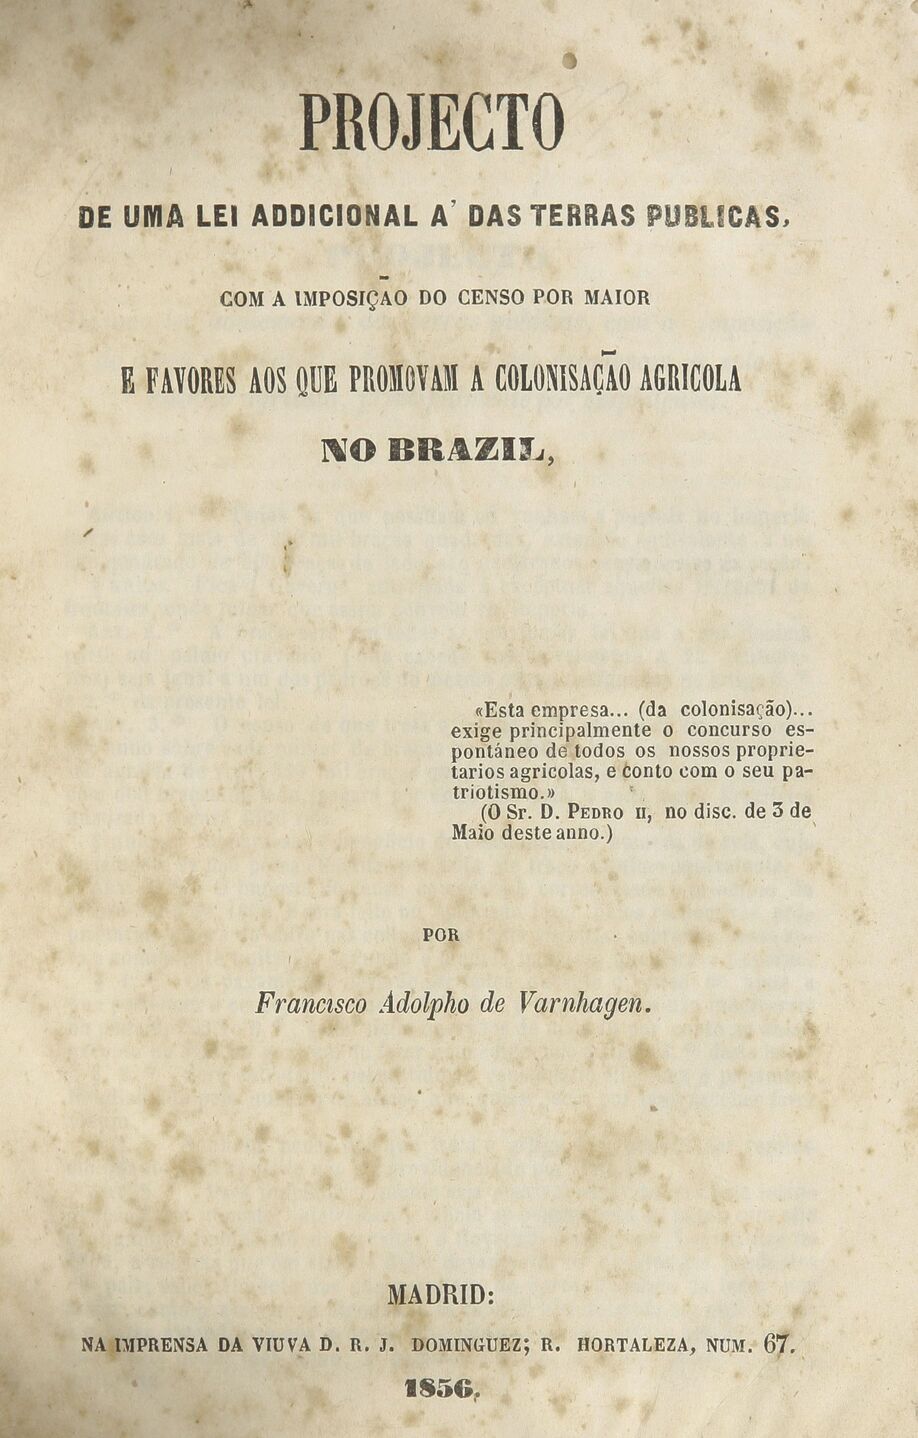 PROJECTO
DE UMA LEI ADDICIONAL A' DAS TERRAS PUBLICAS,
COM A IMPOSIÇÃO DO CENSO POR MAIOR
E FAVORES AOS QUE PROMOVAM A COLONISAÇÃO AGRICOLA
NO BRAZIL,
«Esta empresa... (da colonisação)...
exige principalmente o concurso es-
pontáneo de todos os nossos proprie-
tarios agricolas, e conto com o seu pa-
triotismo.»
(O Sr. D. PEDRO II, no disc. de 3 de
Maio deste anno.)
POR
Francisco Adolpho de Varnhagen.
MADRID:
NA IMPRENSA DA VIUVA D. R. J. DOMINGUEZ; R. HORTALEZA, NUM. 67.
1856.